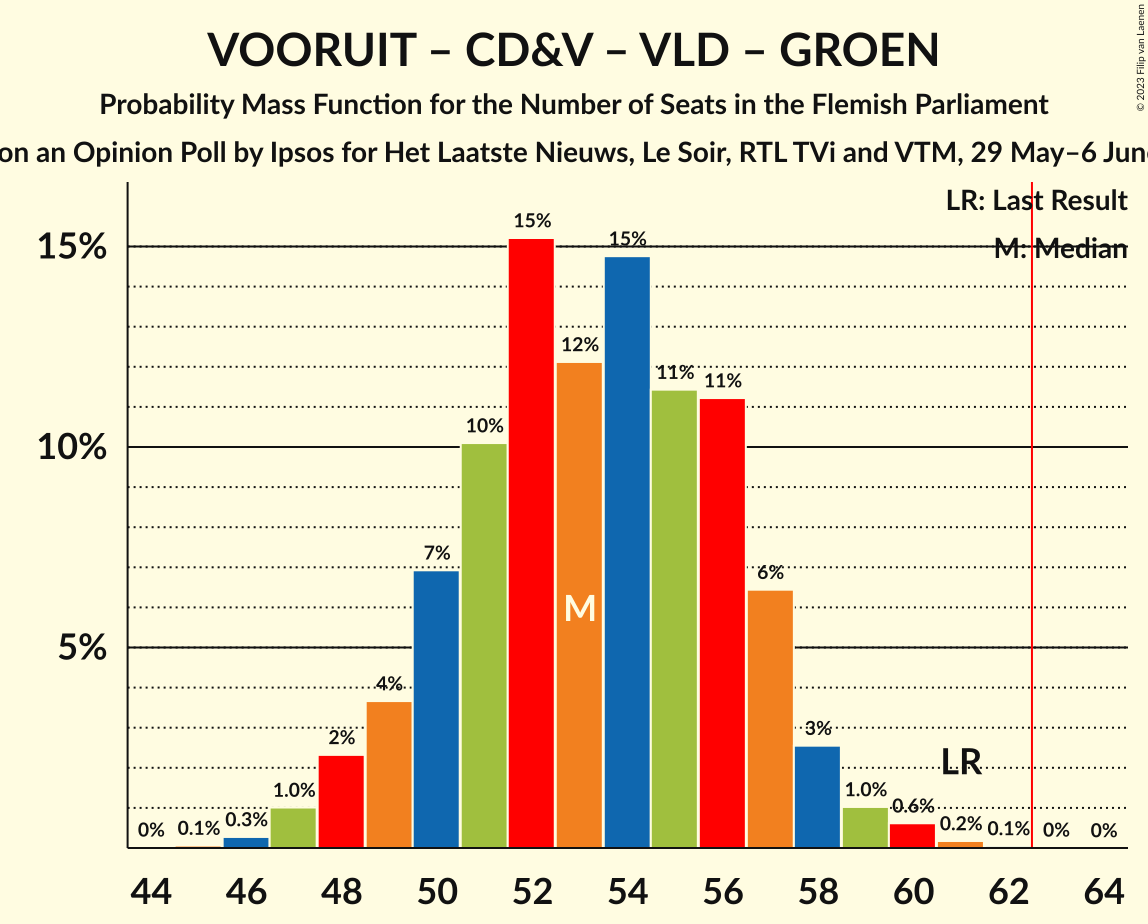 VOORUIT – CD&V – VLD – GROEN
Probability Mass Function for the Number of Seats in the Flemish Parliament
on an Opinion Poll by Ipsos for Het Laatste Nieuws, Le Soir, RTL TVi and VTM, 29 May–6 June
© 2023 Filip van Laenen
LR: Last Result
M: Median
15%
10%
5%
0%
0.1%
0.3%
1.0%
2%
4%
7%
10%
15%
12%
15%
11%
11%
6%
3%
1.0%
0.6%
0.2%
0.1%
0%
0%
M
LR
44 46 48 50 52 54 56 58 60 62 64